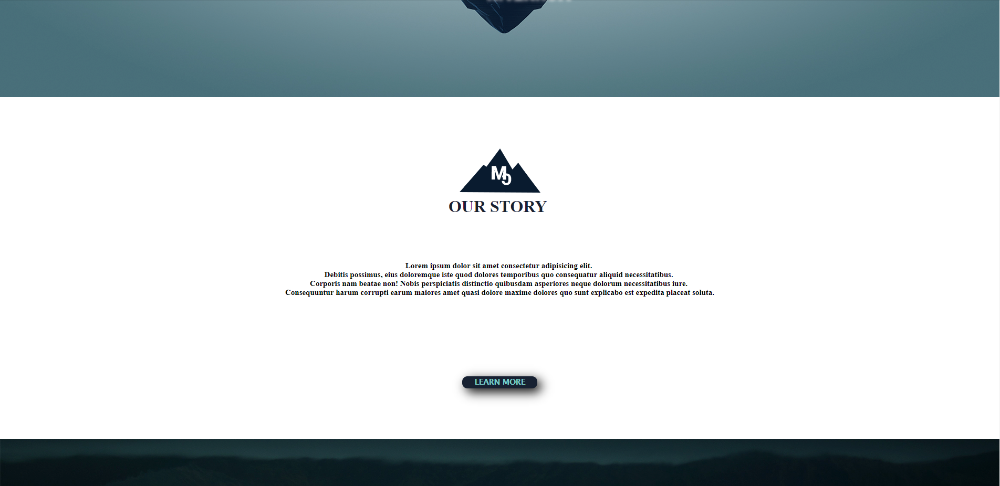 MC
OUR STORY
Lorem ipsum dolor sit amet consectetur adipisicing elit.
Debitis possimus, eius doloremque iste quod dolores temporibus quo consequatur aliquid necessitatibus.
Corporis nam beatae non! Nobis perspiciatis distinctio quibusdam asperiores neque dolorum necessitatibus iure.
Consequuntur harum corrupti earum maiores amet quasi dolore maxime dolores quo sunt explicabo est expedita placeat soluta.
LEARN MORE